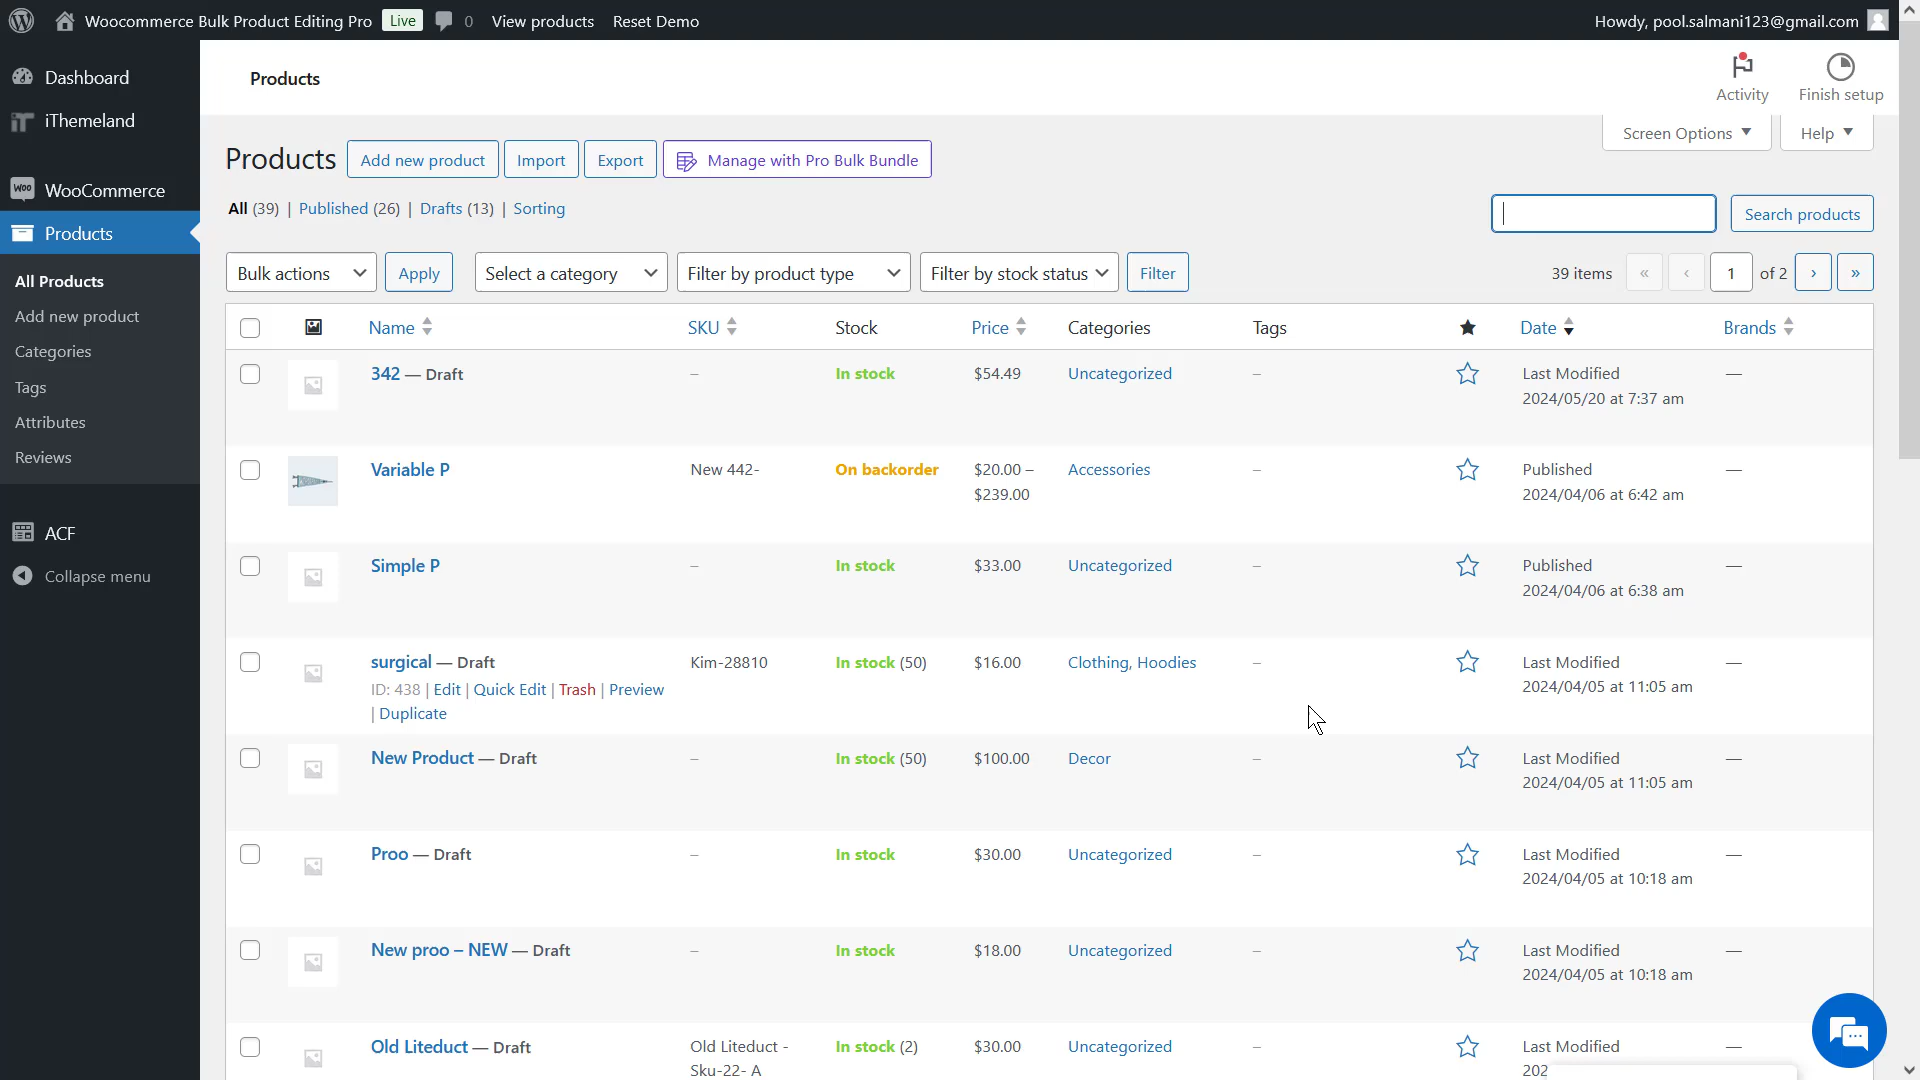 Woocommerce Bulk Product Editing Pro Live 0 View products Reset Demo Howdy, pool.salmani123@gmail.com
Dashboard
iThemeland
WooCommerce
Products
All Products
Add new product
Categories
Tags
Attributes
Reviews
ACF
Collapse menu
Products
Activity
Finish setup
Screen Options Help
Products Add new product Import Export Manage with Pro Bulk Bundle
All (39) | Published (26) | Drafts (13) | Sorting
Search products
Bulk actions Apply Select a category Filter by product type Filter by stock status Filter 39 items « ‹ 1 of 2 › »
Name SKU Stock Price Categories Tags Date Brands
342 — Draft – In stock $54.49 Uncategorized – Last Modified —
2024/05/20 at 7:37 am
Variable P New 442- On backorder $20.00 – Accessories – Published —
$239.00 2024/04/06 at 6:42 am
Simple P – In stock $33.00 Uncategorized – Published —
2024/04/06 at 6:38 am
surgical — Draft Kim-28810 In stock (50) $16.00 Clothing, Hoodies – Last Modified —
ID: 438 | Edit | Quick Edit | Trash | Preview 2024/04/05 at 11:05 am
| Duplicate
New Product — Draft – In stock (50) $100.00 Decor – Last Modified —
2024/04/05 at 11:05 am
Proo — Draft – In stock $30.00 Uncategorized – Last Modified —
2024/04/05 at 10:18 am
New proo – NEW — Draft – In stock $18.00 Uncategorized – Last Modified —
2024/04/05 at 10:18 am
Old Liteduct — Draft Old Liteduct - In stock (2) $30.00 Uncategorized – Last Modified —
Sku-22- A